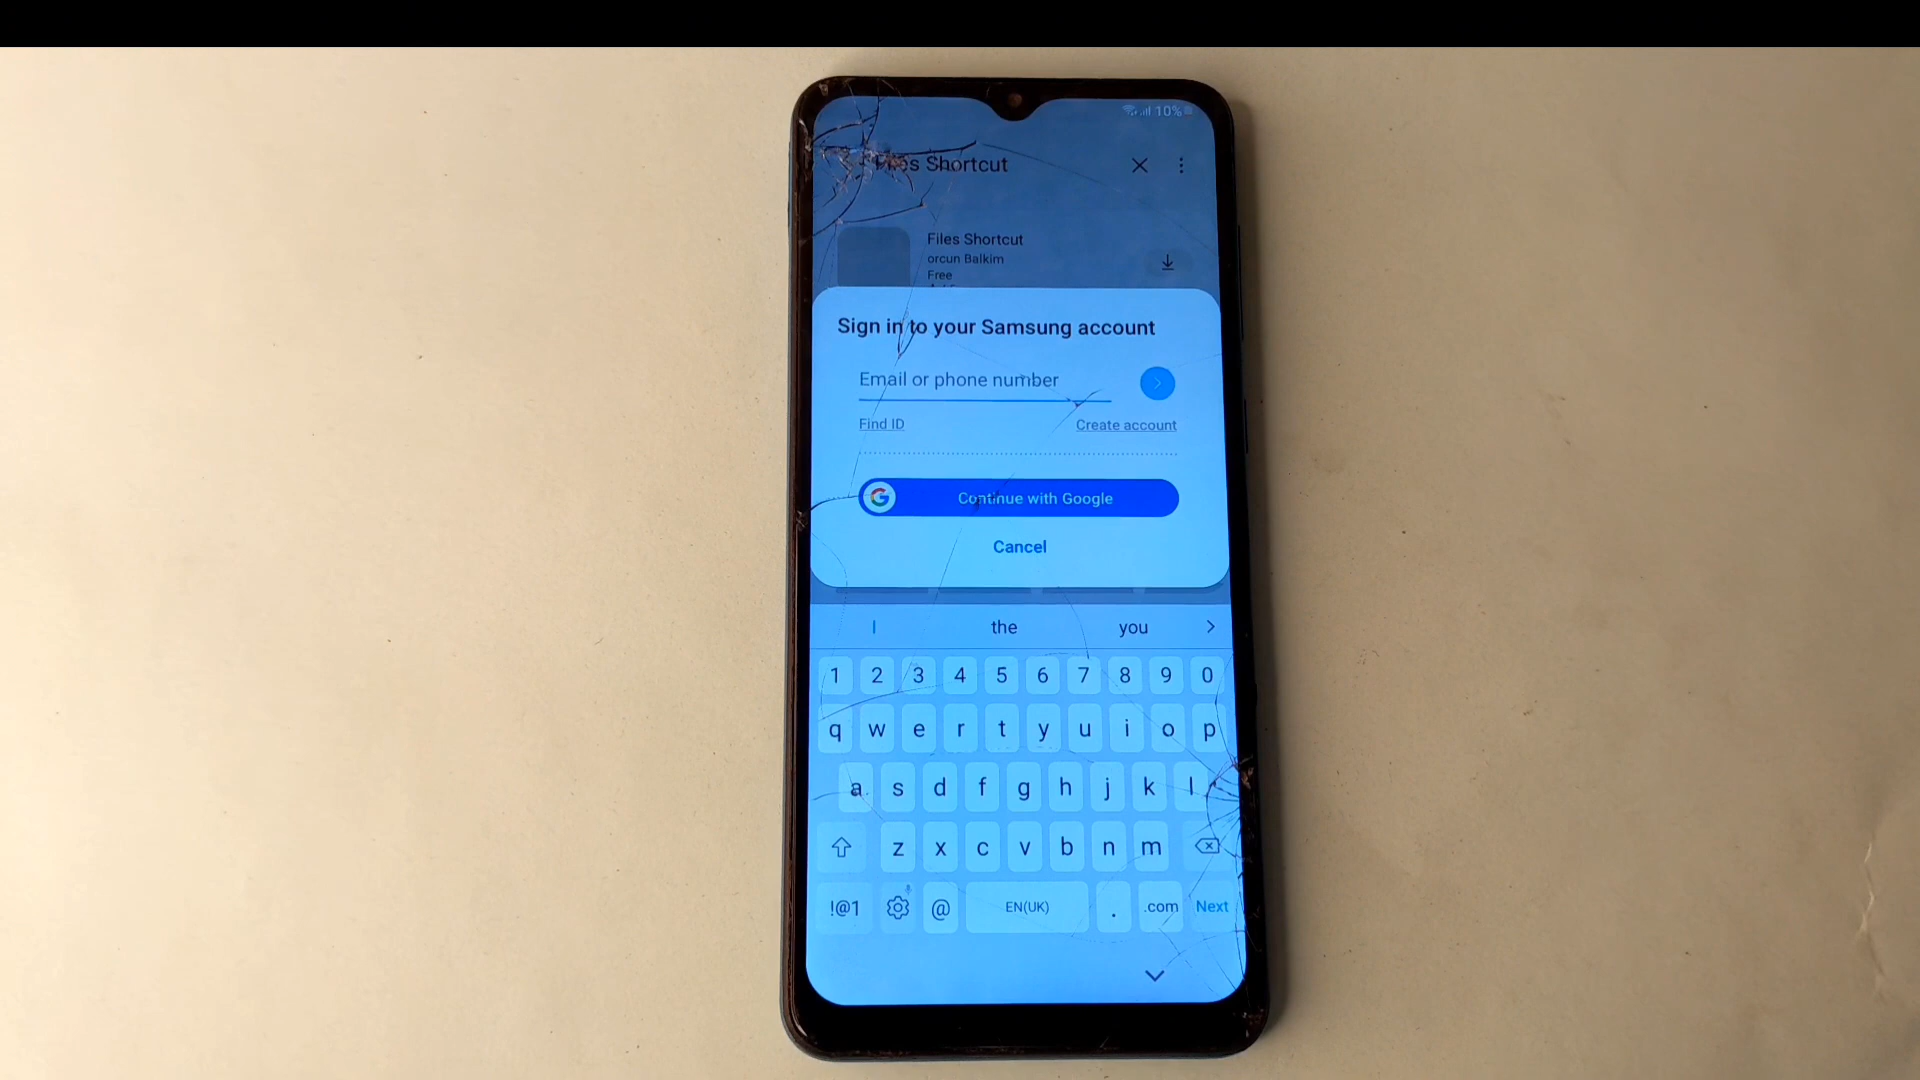 10%
Files Shortcut
Files Shortcut
orcun Balkim
Free
Sign in to your Samsung account
Email or phone number
Find ID
Create account
G Continue with Google
Cancel
I the you
1 2 3 4 5 6 7 8 9 0
q w e r t y u i o p
a s d f g h j k l
z x c v b n m
!@1 @ EN(UK) . .com Next